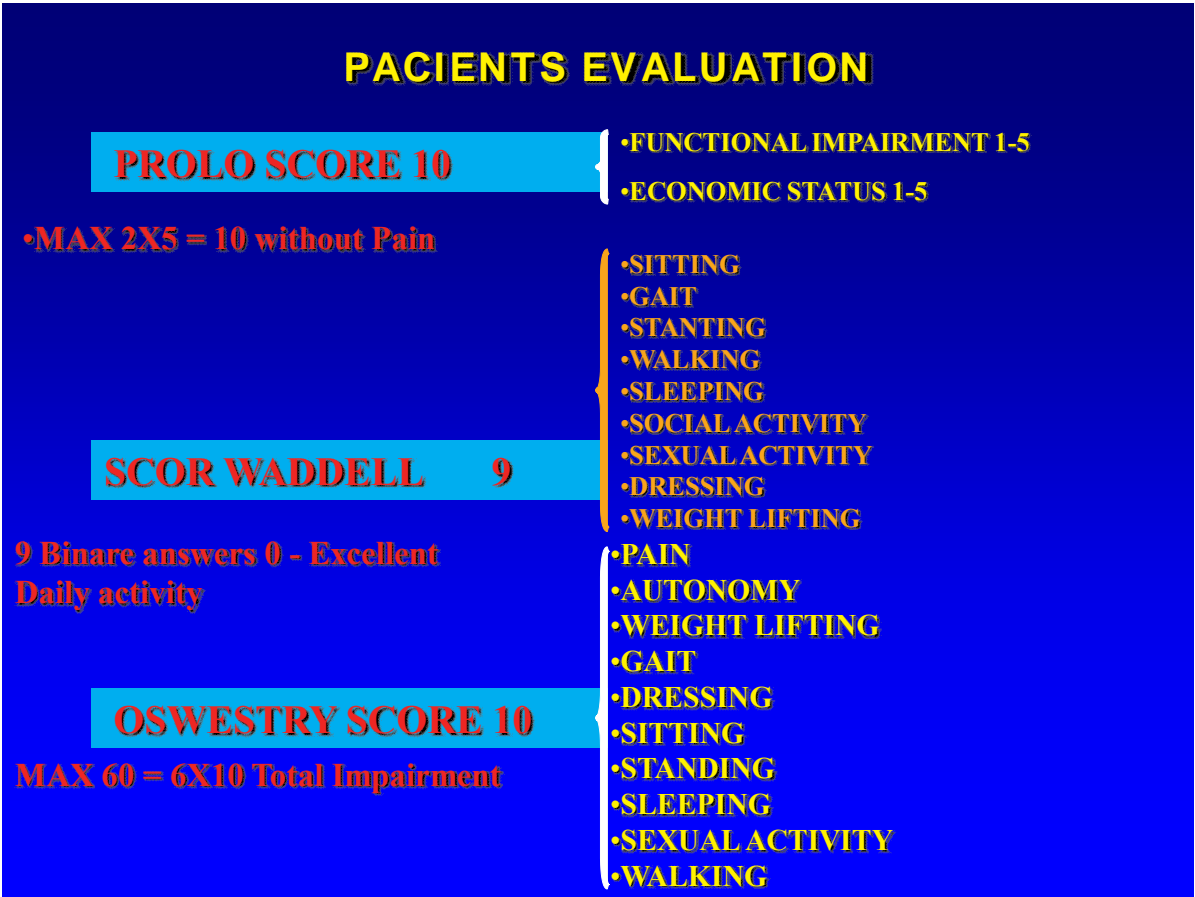 PACIENTS EVALUATION
PROLO SCORE 10
•FUNCTIONAL IMPAIRMENT 1-5
•ECONOMIC STATUS 1-5
•MAX 2X5 = 10 without Pain
SCOR WADDELL 9
•SITTING
•GAIT
•STANTING
•WALKING
•SLEEPING
•SOCIAL ACTIVITY
•SEXUAL ACTIVITY
•DRESSING
•WEIGHT LIFTING
9 Binare answers 0 - Excellent
Daily activity
OSWESTRY SCORE 10
•PAIN
•AUTONOMY
•WEIGHT LIFTING
•GAIT
•DRESSING
•SITTING
•STANDING
•SLEEPING
•SEXUAL ACTIVITY
•WALKING
MAX 60 = 6X10 Total Impairment